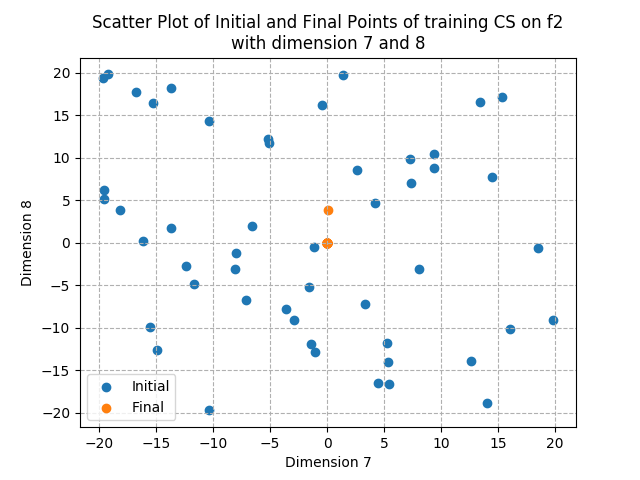 Scatter Plot of Initial and Final Points of training CS on f2
with dimension 7 and 8
20
15
10
5
0
−5
−10
−15
−20
Dimension 8
Initial
Final
−20 −15 −10 −5 0 5 10 15 20
Dimension 7